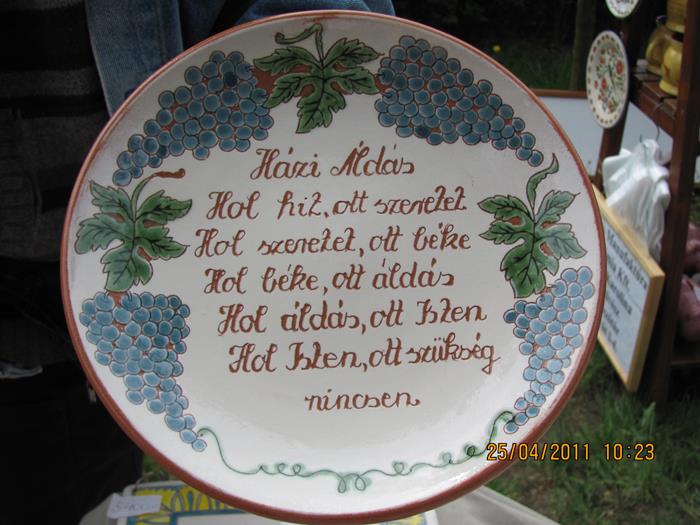 Házi Áldás
Hol hit, ott szeretet
Hol szeretet, ott béke
Hol béke, ott áldás
Hol áldás, ott Isten
Hol Isten, ott szükség
nincsen
25/04/2011 10:23